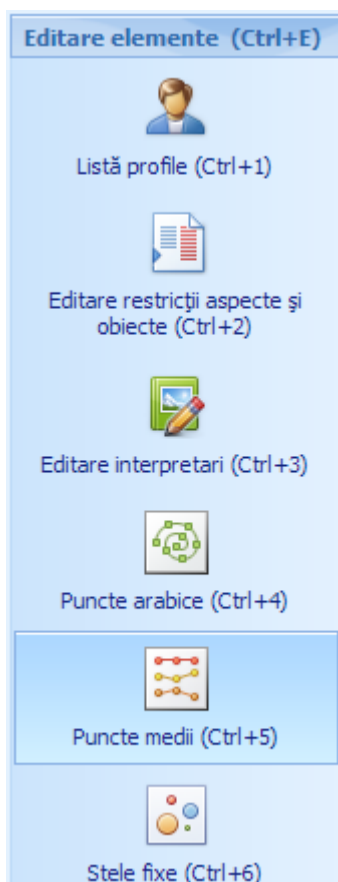 Editare elemente (Ctrl+E)
Listă profile (Ctrl+1)
Editare restricţii aspecte şi
obiecte (Ctrl+2)
Editare interpretari (Ctrl+3)
Puncte arabice (Ctrl+4)
Puncte medii (Ctrl+5)
Stele fixe (Ctrl+6)